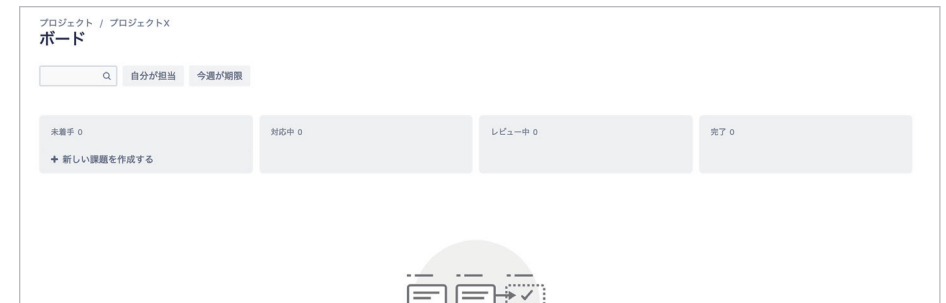 プロジェクト / プロジェクトX
ボード
自分が担当 今週が期限
未着手 0 対応中 0 レビュー中 0 完了 0
+ 新しい課題を作成する